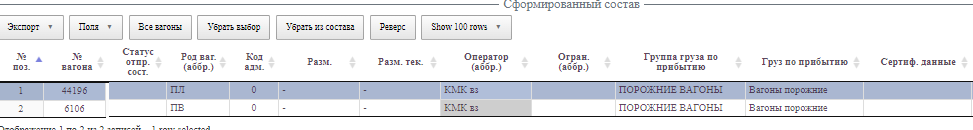 Сформированный состав
Экспорт Поля Все вагоны Убрать выбор Убрать из состава Реверс Show 100 rows
№ поз. № вагона Статус отпр. сост. Род ваг. (аббр.) Код адм. Разм. Разм. тек. Оператор (аббр.) Огран. (аббр.) Группа груза по прибытию Груз по прибытию Сертиф. данные
1 44196 ПЛ 0 - - КМК вз ПОРОЖНИЕ ВАГОНЫ Вагоны порожние
2 6106 ПВ 0 - - КМК вз ПОРОЖНИЕ ВАГОНЫ Вагоны порожние
Отображение 1 по 2 из 2 записей 1 row selected